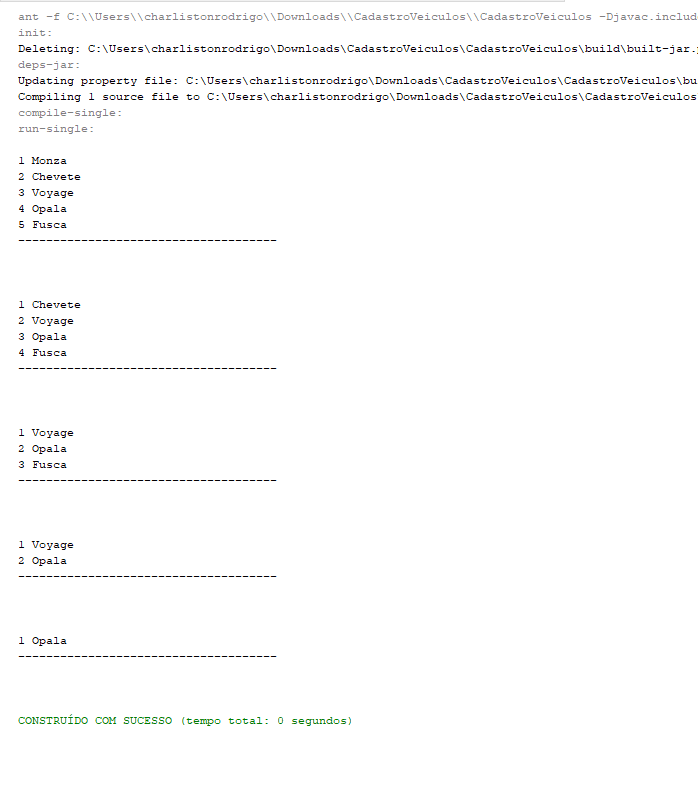 ant -f C:\\Users\\charlistonrodrigo\\Downloads\\CadastroVeiculos\\CadastroVeiculos -Djavac.includ
init:
Deleting: C:\Users\charlistonrodrigo\Downloads\CadastroVeiculos\CadastroVeiculos\build\built-jar.
deps-jar:
Updating property file: C:\Users\charlistonrodrigo\Downloads\CadastroVeiculos\CadastroVeiculos\bu
Compiling 1 source file to C:\Users\charlistonrodrigo\Downloads\CadastroVeiculos\CadastroVeiculos
compile-single:
run-single:
1 Monza
2 Chevete
3 Voyage
4 Opala
5 Fusca
-------------------------------------
1 Chevete
2 Voyage
3 Opala
4 Fusca
-------------------------------------
1 Voyage
2 Opala
3 Fusca
-------------------------------------
1 Voyage
2 Opala
-------------------------------------
1 Opala
-------------------------------------
CONSTRUÍDO COM SUCESSO (tempo total: 0 segundos)